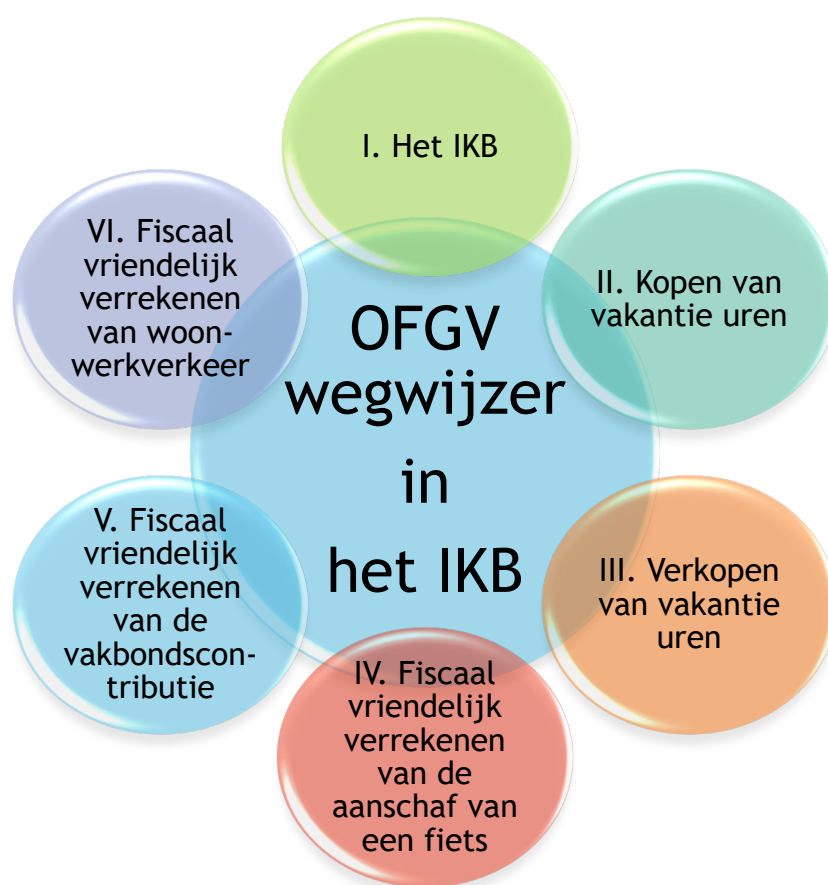 OFGV
wegwijzer
in
het IKB
I. Het IKB
II. Kopen van
vakantie uren
III. Verkopen
van vakantie
uren
IV. Fiscaal
vriendelijk
verrekenen
van de
aanschaf van
een fiets
V. Fiscaal
vriendelijk
verrekenen
van de
vakbondscon-
tributie
VI. Fiscaal
vriendelijk
verrekenen
van woon-
werkverkeer